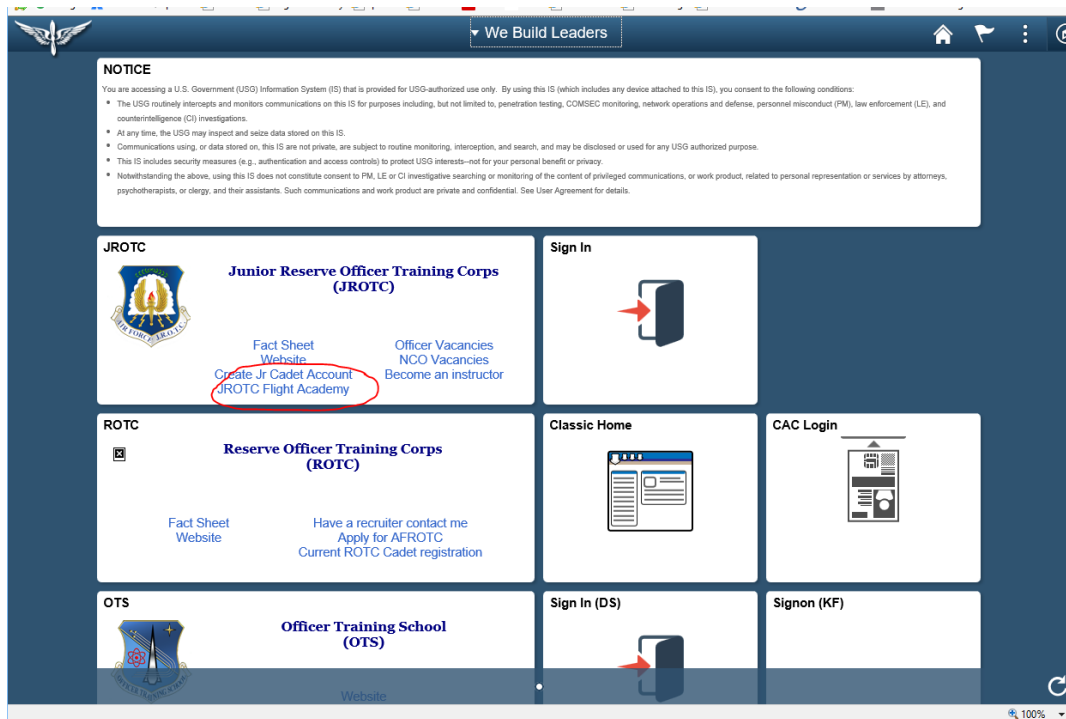 We Build Leaders
NOTICE
You are accessing a U.S. Government (USG) Information System (IS) that is provided for USG-authorized use only. By using this IS (which includes any device attached to this IS), you consent to the following conditions:
The USG routinely intercepts and monitors communications on this IS for purposes including, but not limited to, penetration testing, COMSEC monitoring, network operations and defense, personnel misconduct (PM), law enforcement (LE), and
counterintelligence (CI) investigations.
At any time, the USG may inspect and seize data stored on this IS.
Communications using, or data stored on, this IS are not private, are subject to routine monitoring, interception, and search, and may be disclosed or used for any USG authorized purpose.
This IS includes security measures (e.g., authentication and access controls) to protect USG interests--not for your personal benefit or privacy.
Notwithstanding the above, using this IS does not constitute consent to PM, LE or CI investigative searching or monitoring of the content of privileged communications, or work product, related to personal representation or services by attorneys,
psychotherapists, or clergy, and their assistants. Such communications and work product are private and confidential. See User Agreement for details.
JROTC
Junior Reserve Officer Training Corps
(JROTC)
AIR FORCE J.R.O.T.C.
Fact Sheet
Officer Vacancies
Website
NCO Vacancies
Create Jr Cadet Account
Become an instructor
JROTC Flight Academy
Sign In
ROTC
Reserve Officer Training Corps
(ROTC)
Fact Sheet
Have a recruiter contact me
Website
Apply for AFROTC
Current ROTC Cadet registration
Classic Home
CAC Login
OTS
Officer Training School
(OTS)
OFFICER TRAINING SCHOOL
Website
Sign In (DS)
Signon (KF)
100%